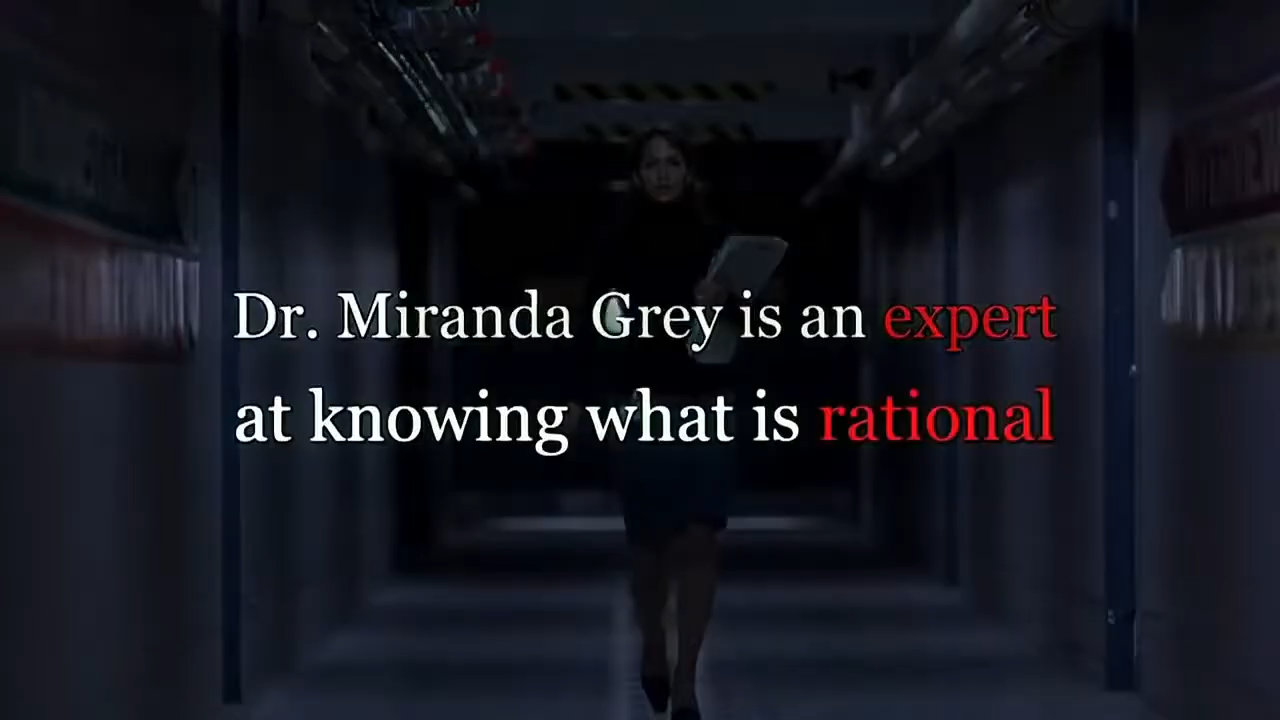 Dr. Miranda Grey is an expert
at knowing what is rational